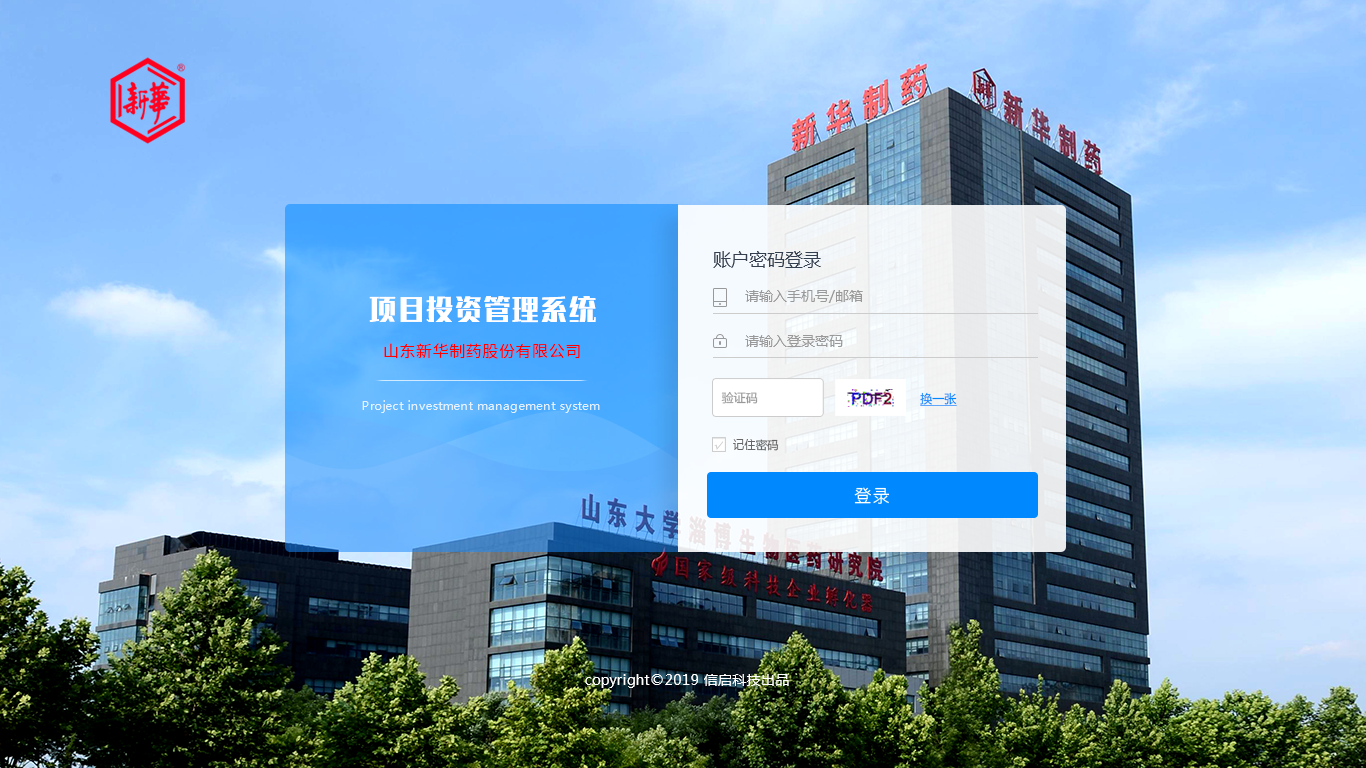 新華®
新华制药
新华制药
账户密码登录
请输入手机号/邮箱
项目投资管理系统
请输入登录密码
山东新华制药股份有限公司
验证码
PDF2
换一张
Project investment management system
记住密码
登录
山东大学淄博生物医药研究院
国家级科技企业孵化器
copyright©2019 信启科技出品